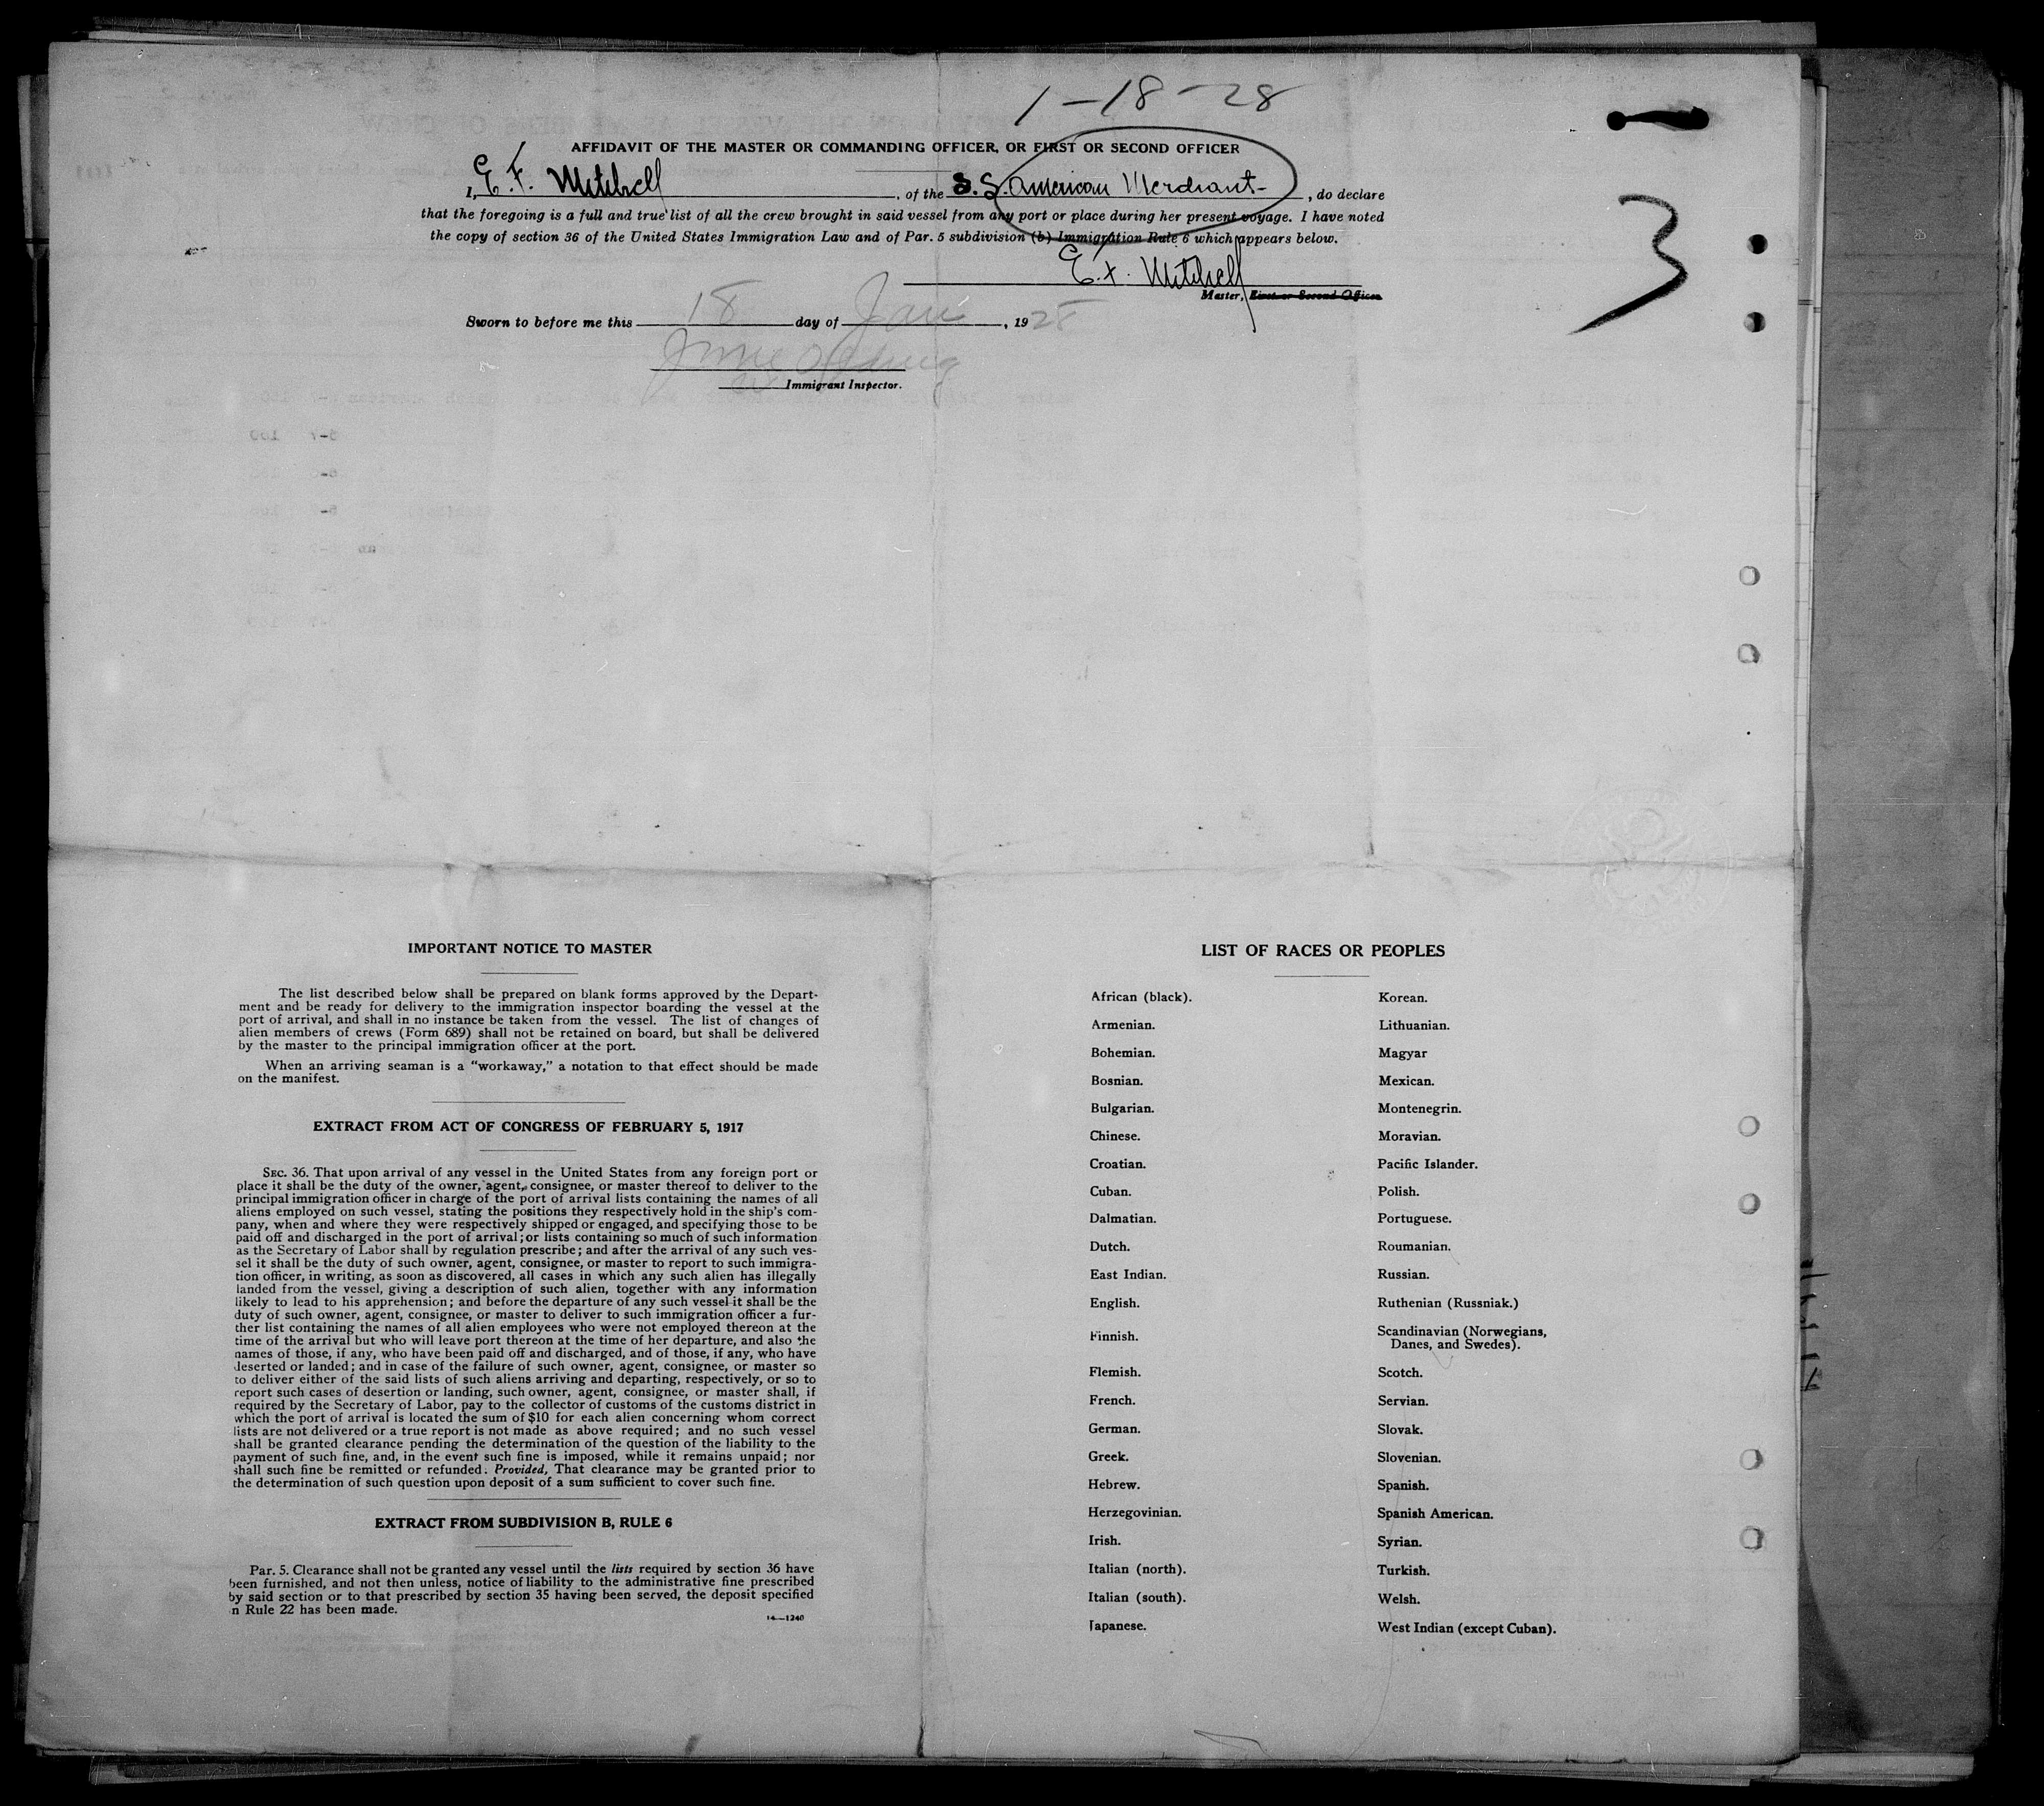 1-18-28
AFFIDAVIT OF THE MASTER OR COMMANDING OFFICER, OR FIRST OR SECOND OFFICER
I, E. F. Mitchell, of the S. S. American Merchant, do declare
that the foregoing is a full and true list of all the crew brought in said vessel from any port or place during her present voyage. I have noted
the copy of section 36 of the United States Immigration Law and of Par. 5 subdivision (b) Immigration Rule 6 which appears below.
3
E. F. Mitchell
Master, First or Second Officer
Sworn to before me this 18 day of Jan, 1928
Immigrant Inspector.
IMPORTANT NOTICE TO MASTER
The list described below shall be prepared on blank forms approved by the Depart-
ment and be ready for delivery to the immigration inspector boarding the vessel at the
port of arrival, and shall in no instance be taken from the vessel. The list of changes of
alien members of crews (Form 689) shall not be retained on board, but shall be delivered
by the master to the principal immigration officer at the port.
When an arriving seaman is a "workaway," a notation to that effect should be made
on the manifest.
EXTRACT FROM ACT OF CONGRESS OF FEBRUARY 5, 1917
SEC. 36. That upon arrival of any vessel in the United States from any foreign port or
place it shall be the duty of the owner, agent, consignee, or master thereof to deliver to the
principal immigration officer in charge of the port of arrival lists containing the names of all
aliens employed on such vessel, stating the positions they respectively hold in the ship's com-
pany, when and where they were respectively shipped or engaged, and specifying those to be
paid off and discharged in the port of arrival; or lists containing so much of such information
as the Secretary of Labor shall by regulation prescribe; and after the arrival of any such ves-
sel it shall be the duty of such owner, agent, consignee, or master to report to such immigra-
tion officer, in writing, as soon as discovered, all cases in which any such alien has illegally
landed from the vessel, giving a description of such alien, together with any information
likely to lead to his apprehension; and before the departure of any such vessel it shall be the
duty of such owner, agent, consignee, or master to deliver to such immigration officer a fur-
ther list containing the names of all alien employees who were not employed thereon at the
time of the arrival but who will leave port thereon at the time of her departure, and also the
names of those, if any, who have been paid off and discharged, and of those, if any, who have
deserted or landed; and in case of the failure of such owner, agent, consignee, or master so
to deliver either of the said lists of such aliens arriving and departing, respectively, or so to
report such cases of desertion or landing, such owner, agent, consignee, or master shall, if
required by the Secretary of Labor, pay to the collector of customs of the customs district in
which the port of arrival is located the sum of $10 for each alien concerning whom correct
lists are not delivered or a true report is not made as above required; and no such vessel
shall be granted clearance pending the determination of the question of the liability to the
payment of such fine, and, in the event such fine is imposed, while it remains unpaid; nor
shall such fine be remitted or refunded. Provided, That clearance may be granted prior to
the determination of such question upon deposit of a sum sufficient to cover such fine.
EXTRACT FROM SUBDIVISION B, RULE 6
Par. 5. Clearance shall not be granted any vessel until the lists required by section 36 have
been furnished, and not then unless, notice of liability to the administrative fine prescribed
by said section or to that prescribed by section 35 having been served, the deposit specified
in Rule 22 has been made.
14—1240
LIST OF RACES OR PEOPLES
African (black).
Armenian.
Bohemian.
Bosnian.
Bulgarian.
Chinese.
Croatian.
Cuban.
Dalmatian.
Dutch.
East Indian.
English.
Finnish.
Flemish.
French.
German.
Greek.
Hebrew.
Herzegovinian.
Irish.
Italian (north).
Italian (south).
Japanese.
Korean.
Lithuanian.
Magyar
Mexican.
Montenegrin.
Moravian.
Pacific Islander.
Polish.
Portuguese.
Roumanian.
Russian.
Ruthenian (Russniak.)
Scandinavian (Norwegians,
Danes, and Swedes).
Scotch.
Servian.
Slovak.
Slovenian.
Spanish.
Spanish American.
Syrian.
Turkish.
Welsh.
West Indian (except Cuban).